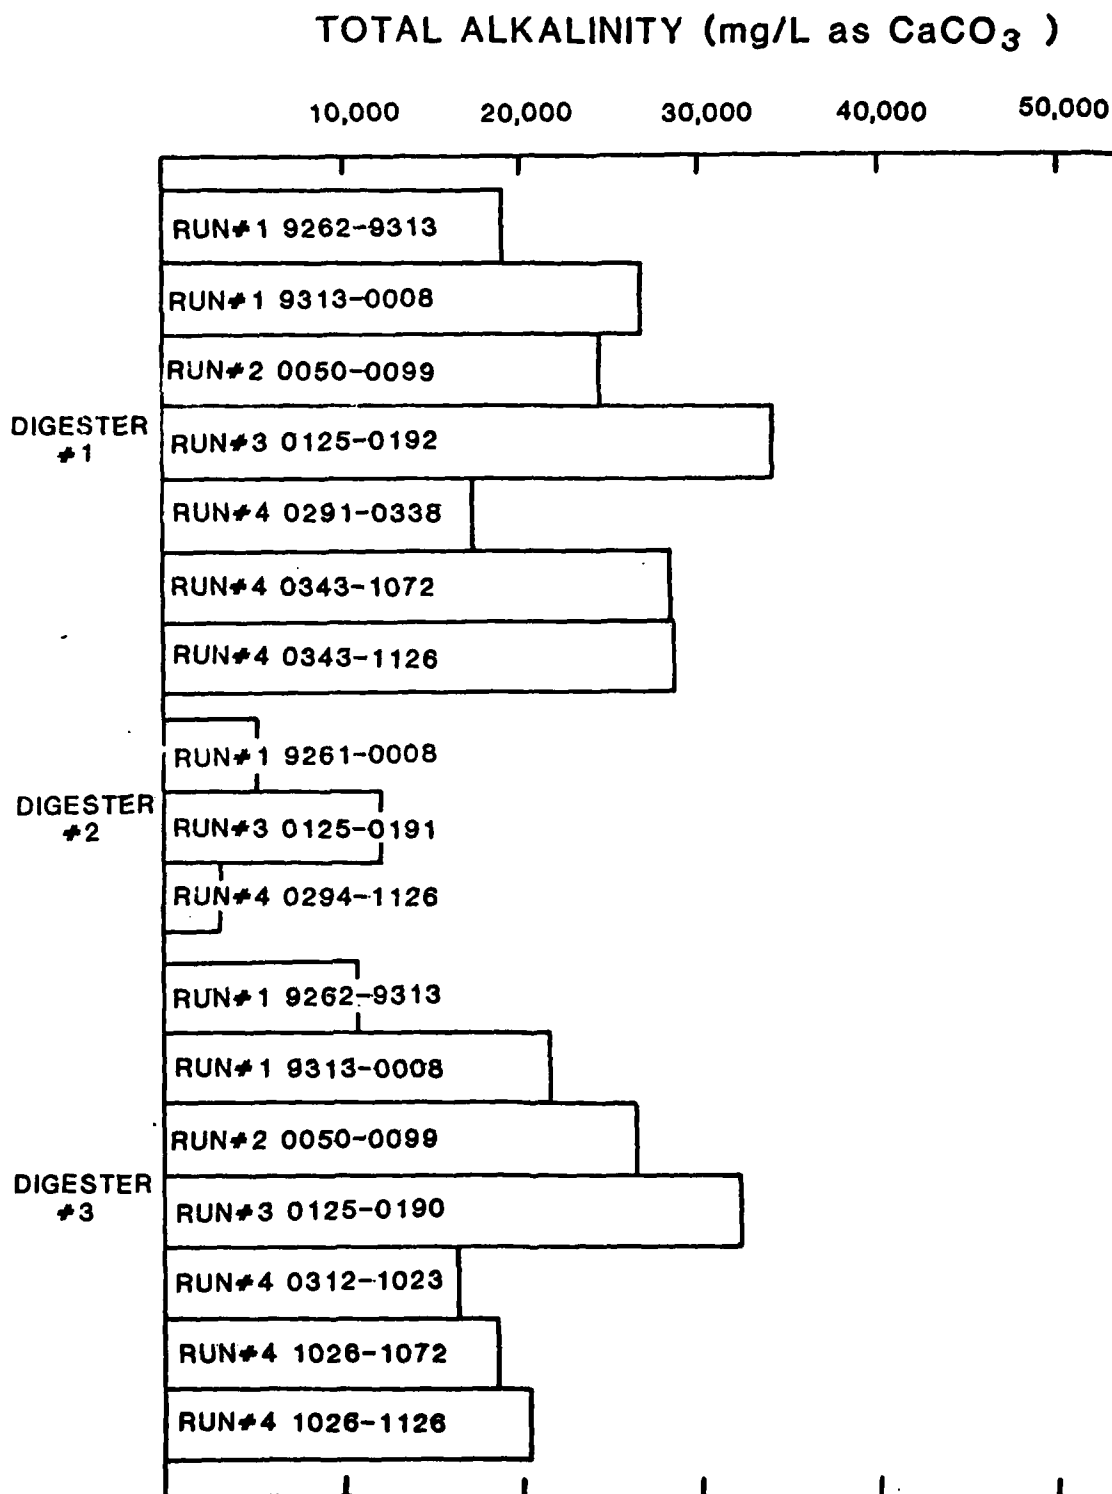 TOTAL ALKALINITY (mg/L as CaCO₃ )
10,000 20,000 30,000 40,000 50,000
RUN#1 9262-9313
RUN#1 9313-0008
RUN#2 0050-0099
DIGESTER
#1
RUN#3 0125-0192
RUN#4 0291-0338
RUN#4 0343-1072
RUN#4 0343-1126
RUN#1 9261-0008
DIGESTER
#2
RUN#3 0125-0191
RUN#4 0294-1126
RUN#1 9262-9313
RUN#1 9313-0008
RUN#2 0050-0099
DIGESTER
#3
RUN#3 0125-0190
RUN#4 0312-1023
RUN#4 1026-1072
RUN#4 1026-1126